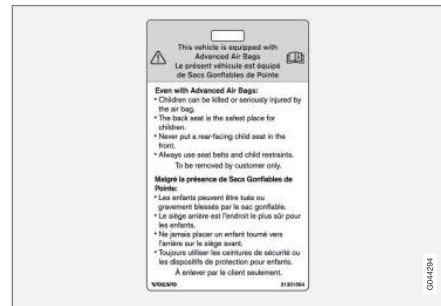 This vehicle is equipped with
Advanced Air Bags
Le présent véhicule est équipé
de Sacs Gonflables de Pointe
Even with Advanced Air Bags:
• Children can be killed or seriously injured by
the air bag.
• The back seat is the safest place for
children.
• Never put a rear-facing child seat in the
front.
• Always use seat belts and child restraints.
To be removed by customer only.
Malgré la présence de Sacs Gonflables de
Pointe:
• Les enfants peuvent être tués ou
gravement blessés par le sac gonflable.
• Le siège arrière est l'endroit le plus sûr pour
les enfants.
• Ne jamais placer un enfant tourné vers
l'arrière sur le siège avant.
• Toujours utiliser les ceintures de sécurité ou
les dispositifs de protection pour enfants.
À enlever par le client seulement.
VOLVO
G044294